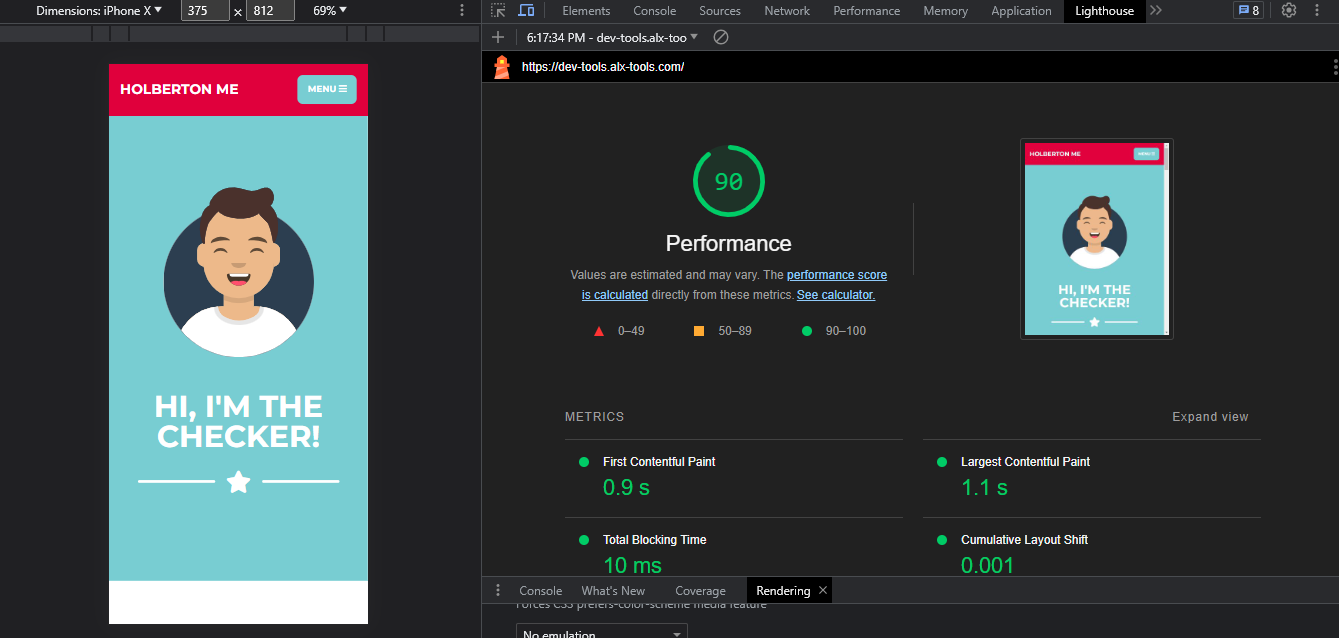 Dimensions: iPhone X 375 × 812 69%
Elements Console Sources Network Performance Memory Application Lighthouse 8
6:17:34 PM - dev-tools.alx-too
https://dev-tools.alx-tools.com/
HOLBERTON ME
MENU
HI, I'M THE
CHECKER!
90
Performance
Values are estimated and may vary. The performance score
is calculated directly from these metrics. See calculator.
0–49 50–89 90–100
HOLBERTON ME
MENU
HI, I'M THE
CHECKER!
METRICS Expand view
First Contentful Paint
0.9 s
Largest Contentful Paint
1.1 s
Total Blocking Time
10 ms
Cumulative Layout Shift
0.001
Console What's New Coverage Rendering
Forces CSS prefers-color-scheme media feature
No emulation